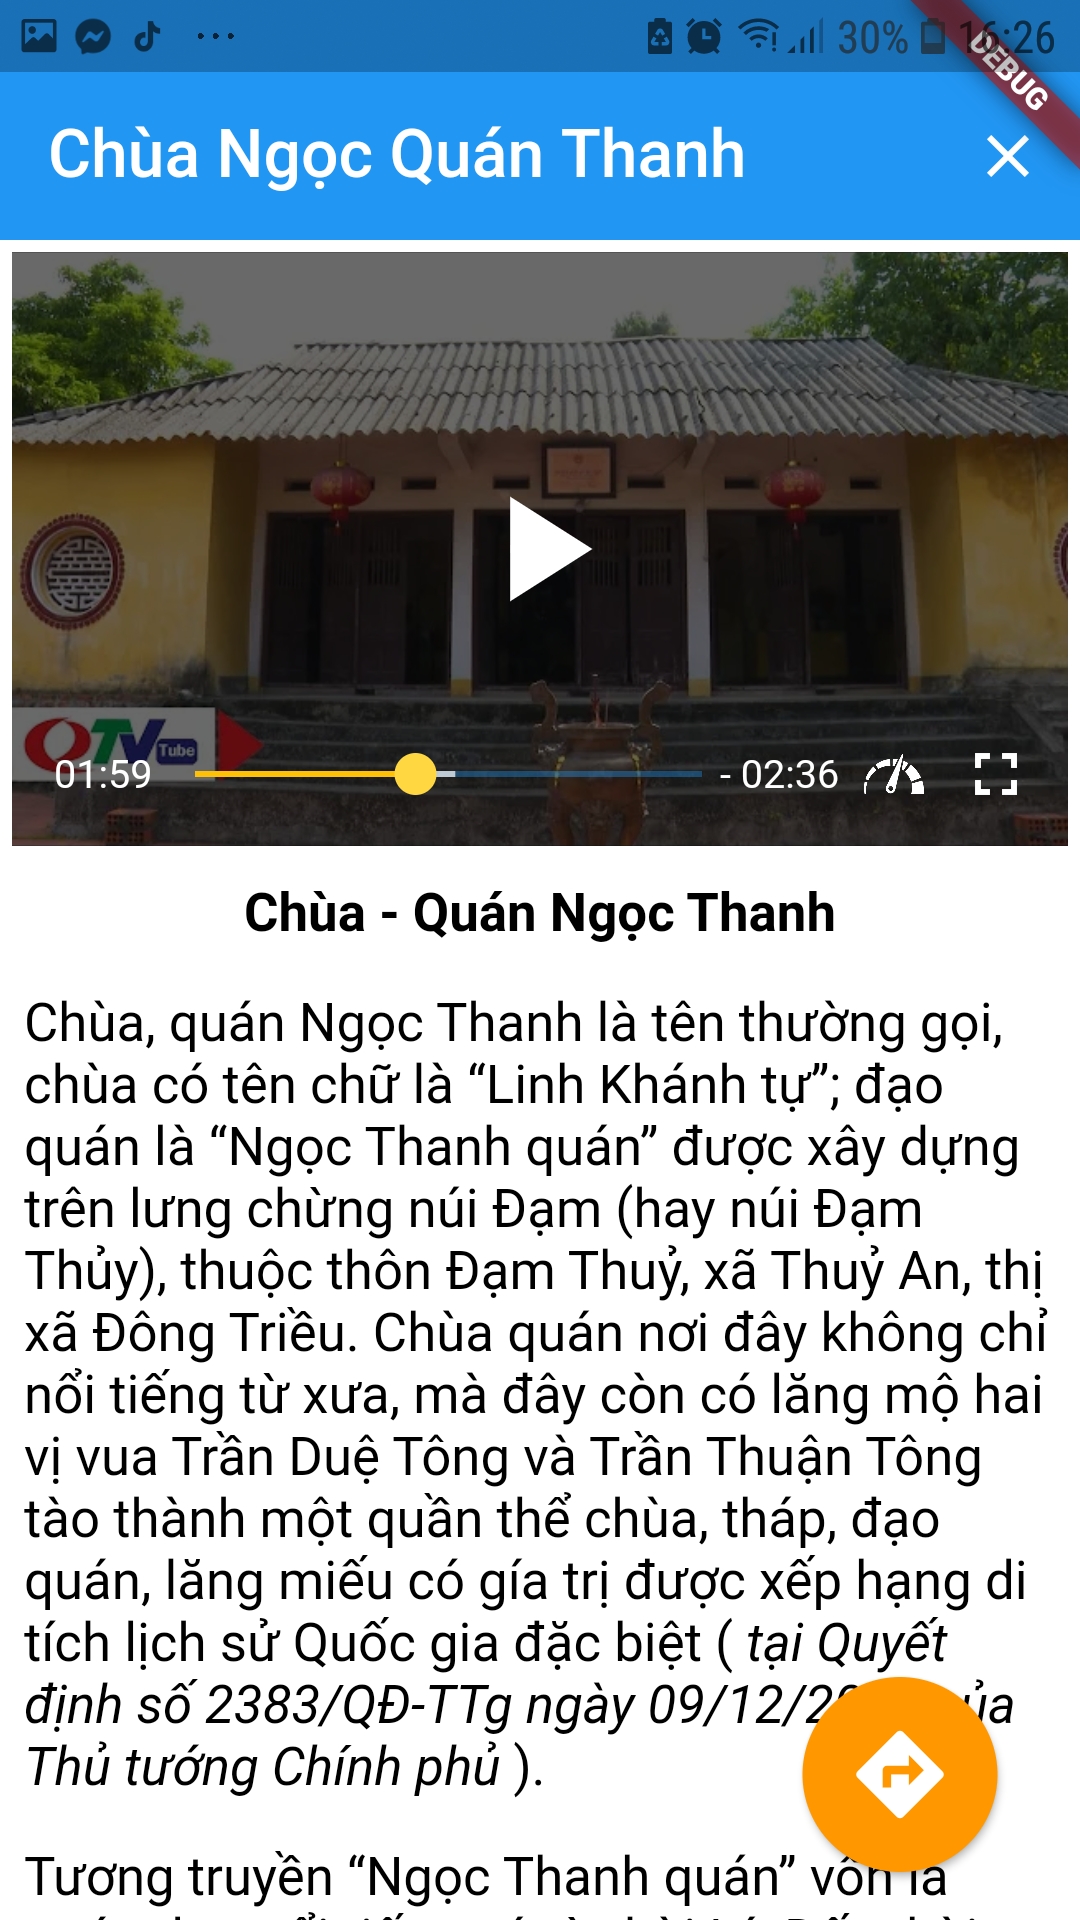 30% 16:26
DEBUG
Chùa Ngọc Quán Thanh
QTV Tube
01:59 - 02:36
Chùa - Quán Ngọc Thanh
Chùa, quán Ngọc Thanh là tên thường gọi,
chùa có tên chữ là “Linh Khánh tự”; đạo
quán là “Ngọc Thanh quán” được xây dựng
trên lưng chừng núi Đạm (hay núi Đạm
Thủy), thuộc thôn Đạm Thuỷ, xã Thuỷ An, thị
xã Đông Triều. Chùa quán nơi đây không chỉ
nổi tiếng từ xưa, mà đây còn có lăng mộ hai
vị vua Trần Duệ Tông và Trần Thuận Tông
tào thành một quần thể chùa, tháp, đạo
quán, lăng miếu có gía trị được xếp hạng di
tích lịch sử Quốc gia đặc biệt ( tại Quyết
định số 2383/QĐ-TTg ngày
Thủ tướng Chính phủ ).
Tương truyền “Ngọc Thanh quán” vốn là